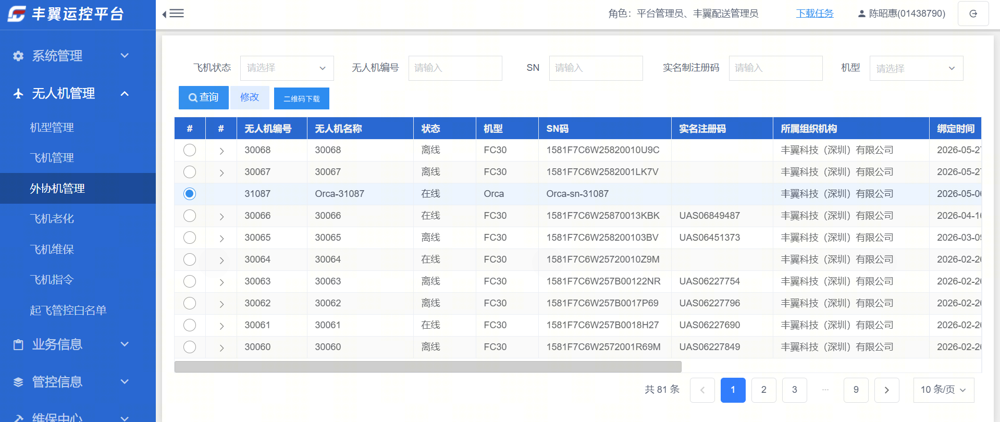 丰翼运控平台
角色：平台管理员、丰翼配送管理员 下载任务 陈昭惠(01438790)
系统管理
无人机管理
机型管理
飞机管理
外协机管理
飞机老化
飞机维保
飞机指令
起飞管控白名单
业务信息
管控信息
维保中心
飞机状态 请选择 无人机编号 请输入 SN 请输入 实名制注册码 请输入 机型 请选择
查询 修改 二维码下载
# # 无人机编号 无人机名称 状态 机型 SN码 实名注册码 所属组织机构 绑定时间
30068 30068 离线 FC30 1581F7C6W25820010U9C 丰翼科技（深圳）有限公司 2026-05-27
30067 30067 离线 FC30 1581F7C6W2582001LK7V 丰翼科技（深圳）有限公司 2026-05-27
31087 Orca-31087 在线 Orca Orca-sn-31087 丰翼科技（深圳）有限公司 2026-05-06
30066 30066 在线 FC30 1581F7C6W25870013KBK UAS06849487 丰翼科技（深圳）有限公司 2026-04-1
30065 30065 离线 FC30 1581F7C6W258200103BV UAS06451373 丰翼科技（深圳）有限公司 2026-03-09
30064 30064 在线 FC30 1581F7C6W25720010Z9M 丰翼科技（深圳）有限公司 2026-02-2
30063 30063 离线 FC30 1581F7C6W257B00122NR UAS06227754 丰翼科技（深圳）有限公司 2026-02-2
30062 30062 离线 FC30 1581F7C6W257B0017P69 UAS06227796 丰翼科技（深圳）有限公司 2026-02-2
30061 30061 在线 FC30 1581F7C6W257B0018H27 UAS06227690 丰翼科技（深圳）有限公司 2026-02-2
30060 30060 离线 FC30 1581F7C6W2572001R69M UAS06227849 丰翼科技（深圳）有限公司 2026-02-2
共 81 条 1 2 3 ... 9 10 条/页